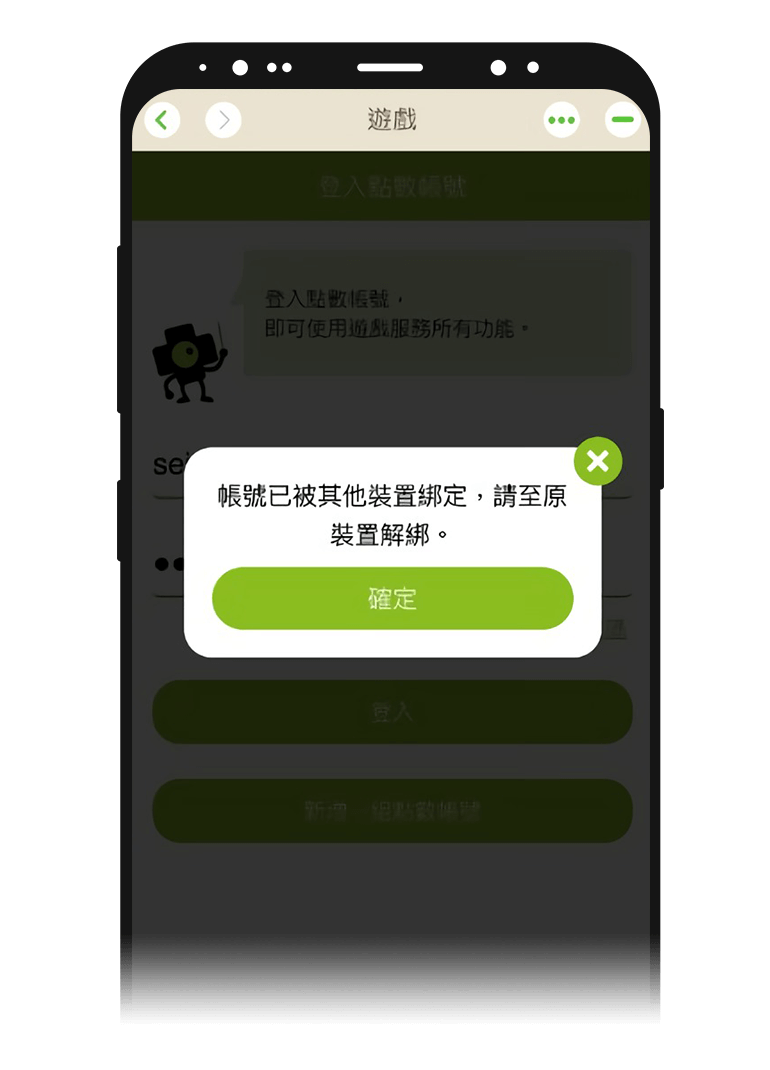 遊戲
登入點數帳號
登入點數帳號，
即可使用遊戲服務所有功能。
帳號已被其他裝置綁定，請至原
裝置解綁。
確定
登入
新增一組點數帳號